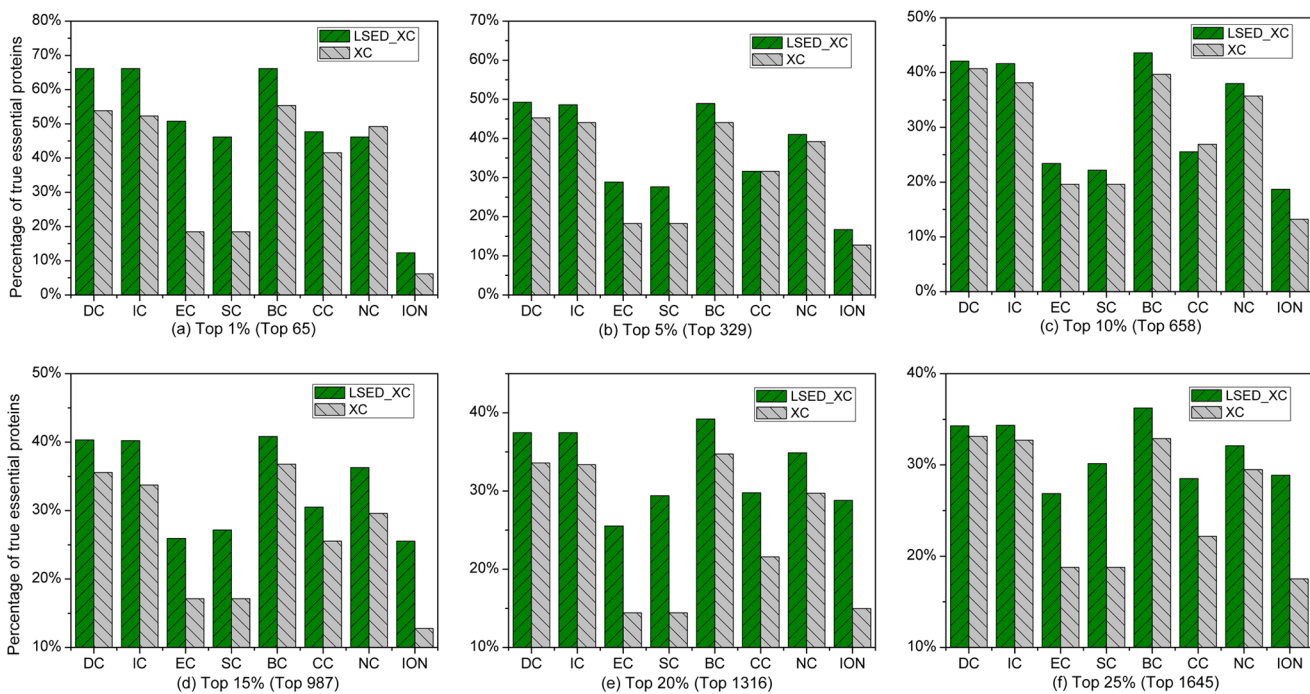 80%
70%
60%
50%
40%
30%
20%
10%
0%
Percentage of true essential proteins
LSED_XC
XC
DC IC EC SC BC CC NC ION
(a) Top 1% (Top 65)
70%
60%
50%
40%
30%
20%
10%
0%
LSED_XC
XC
DC IC EC SC BC CC NC ION
(b) Top 5% (Top 329)
50%
40%
30%
20%
10%
0%
LSED_XC
XC
DC IC EC SC BC CC NC ION
(c) Top 10% (Top 658)
50%
40%
30%
20%
10%
Percentage of true essential proteins
LSED_XC
XC
DC IC EC SC BC CC NC ION
(d) Top 15% (Top 987)
40%
30%
20%
10%
LSED_XC
XC
DC IC EC SC BC CC NC ION
(e) Top 20% (Top 1316)
40%
30%
20%
10%
LSED_XC
XC
DC IC EC SC BC CC NC ION
(f) Top 25% (Top 1645)